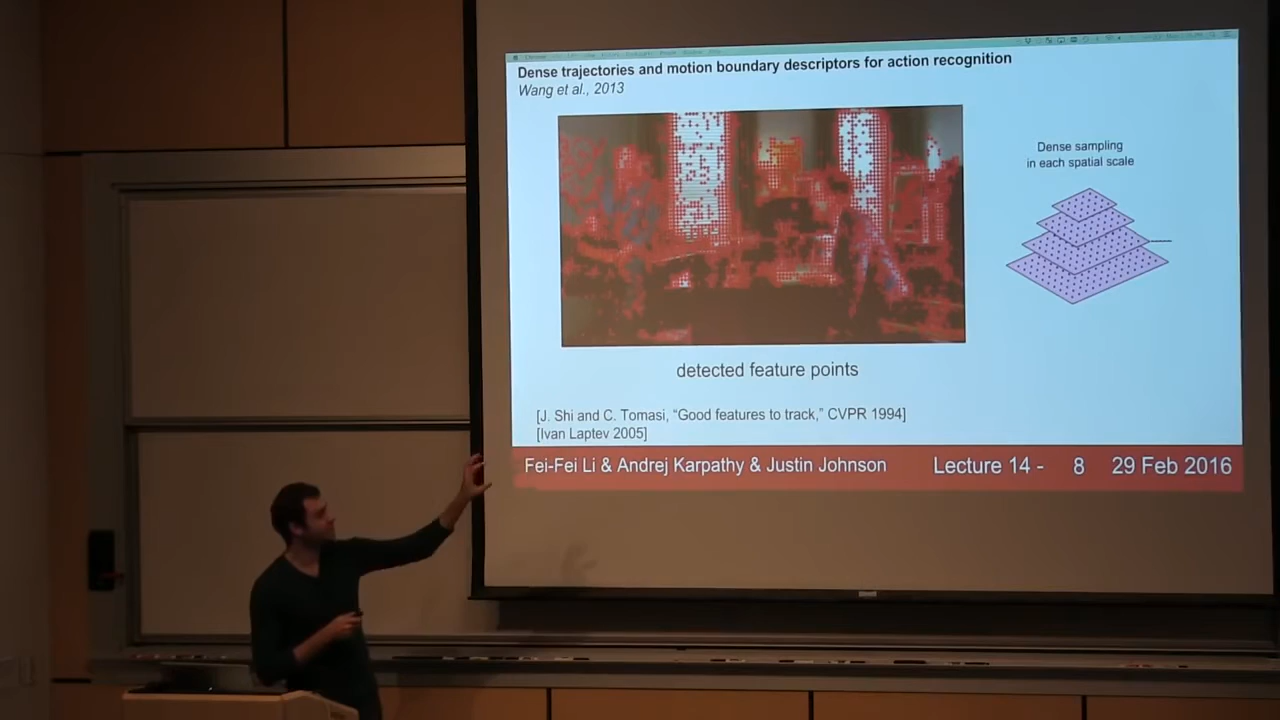 Dense trajectories and motion boundary descriptors for action recognition
Wang et al., 2013
Dense sampling
in each spatial scale
detected feature points
[J. Shi and C. Tomasi, “Good features to track,” CVPR 1994]
[Ivan Laptev 2005]
Fei-Fei Li & Andrej Karpathy & Justin Johnson
Lecture 14 - 8 29 Feb 2016